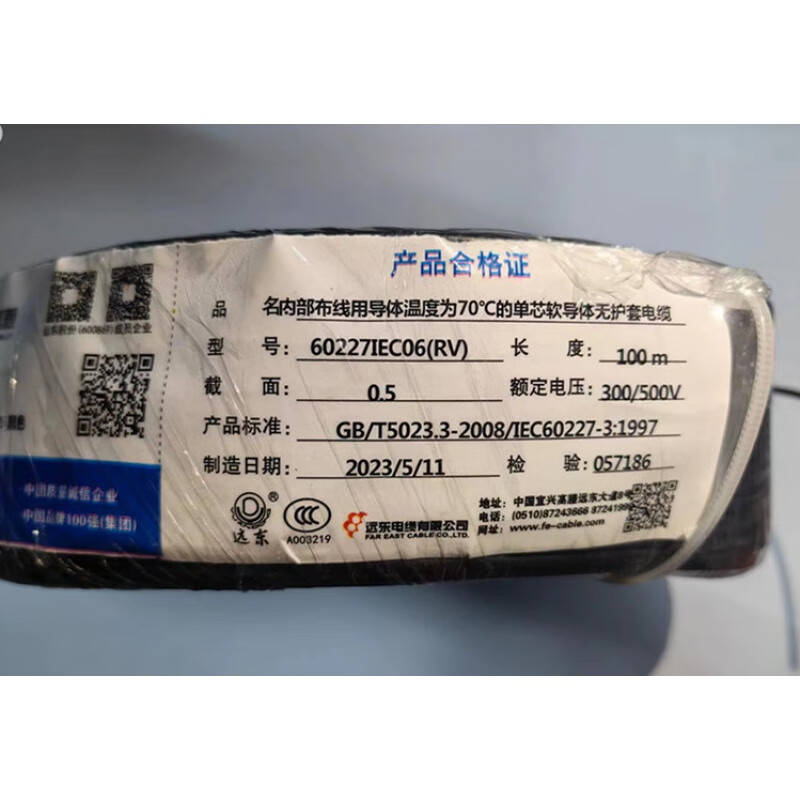 产品合格证
品 名内部布线用导体温度为70℃的单芯软导体无护套电缆
型 号: 60227IEC06(RV) 长 度: 100 m
截 面: 0.5 额定电压: 300/500V
产品标准: GB/T5023.3-2008/IEC60227-3:1997
制造日期: 2023/5/11 检 验: 057186
远东®
A003219
远东电缆有限公司
FAR EAST CABLE CO.,LTD.
地址: 中国宜兴高塍远东大道8号
电话: (0510)87243666 8724199
网址: www.fe-cable.com
成员企业
中国质量诚信企业
中国品牌100强(集团)